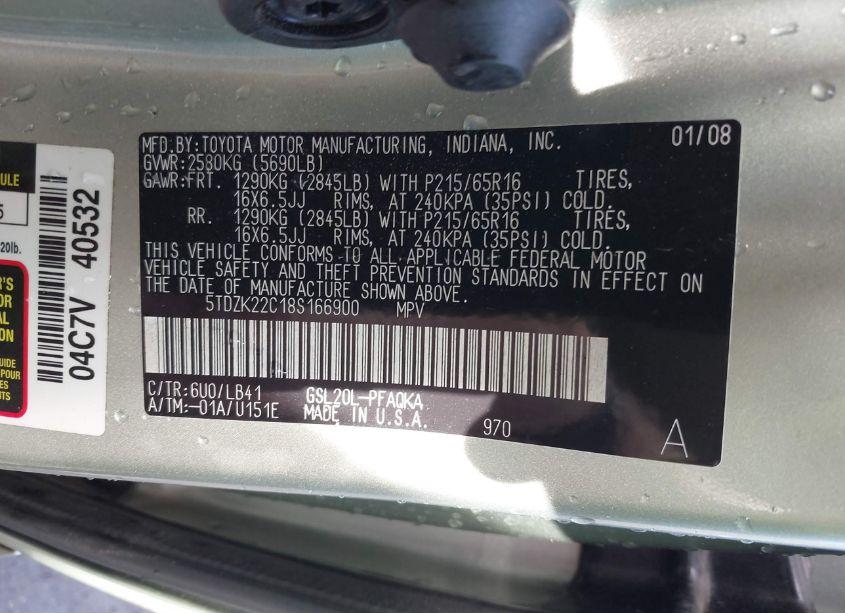 MFD.BY:TOYOTA MOTOR MANUFACTURING, INDIANA, INC. 01/08
GVWR:2580KG (5690LB)
GAWR:FRT. 1290KG (2845LB) WITH P215/65R16 TIRES,
16X6.5JJ RIMS, AT 240KPA (35PSI) COLD.
RR. 1290KG (2845LB) WITH P215/65R16 TIRES,
16X6.5JJ RIMS, AT 240KPA (35PSI) COLD.
THIS VEHICLE CONFORMS TO ALL APPLICABLE FEDERAL MOTOR
VEHICLE SAFETY AND THEFT PREVENTION STANDARDS IN EFFECT ON
THE DATE OF MANUFACTURE SHOWN ABOVE.
5TDZK22C18S166900 MPV
C/TR:6U0/LB41 GSL20L-PFAQKA
A/TM:-01A/U151E MADE IN U.S.A.
970
A
04C7V 40532
20lb.